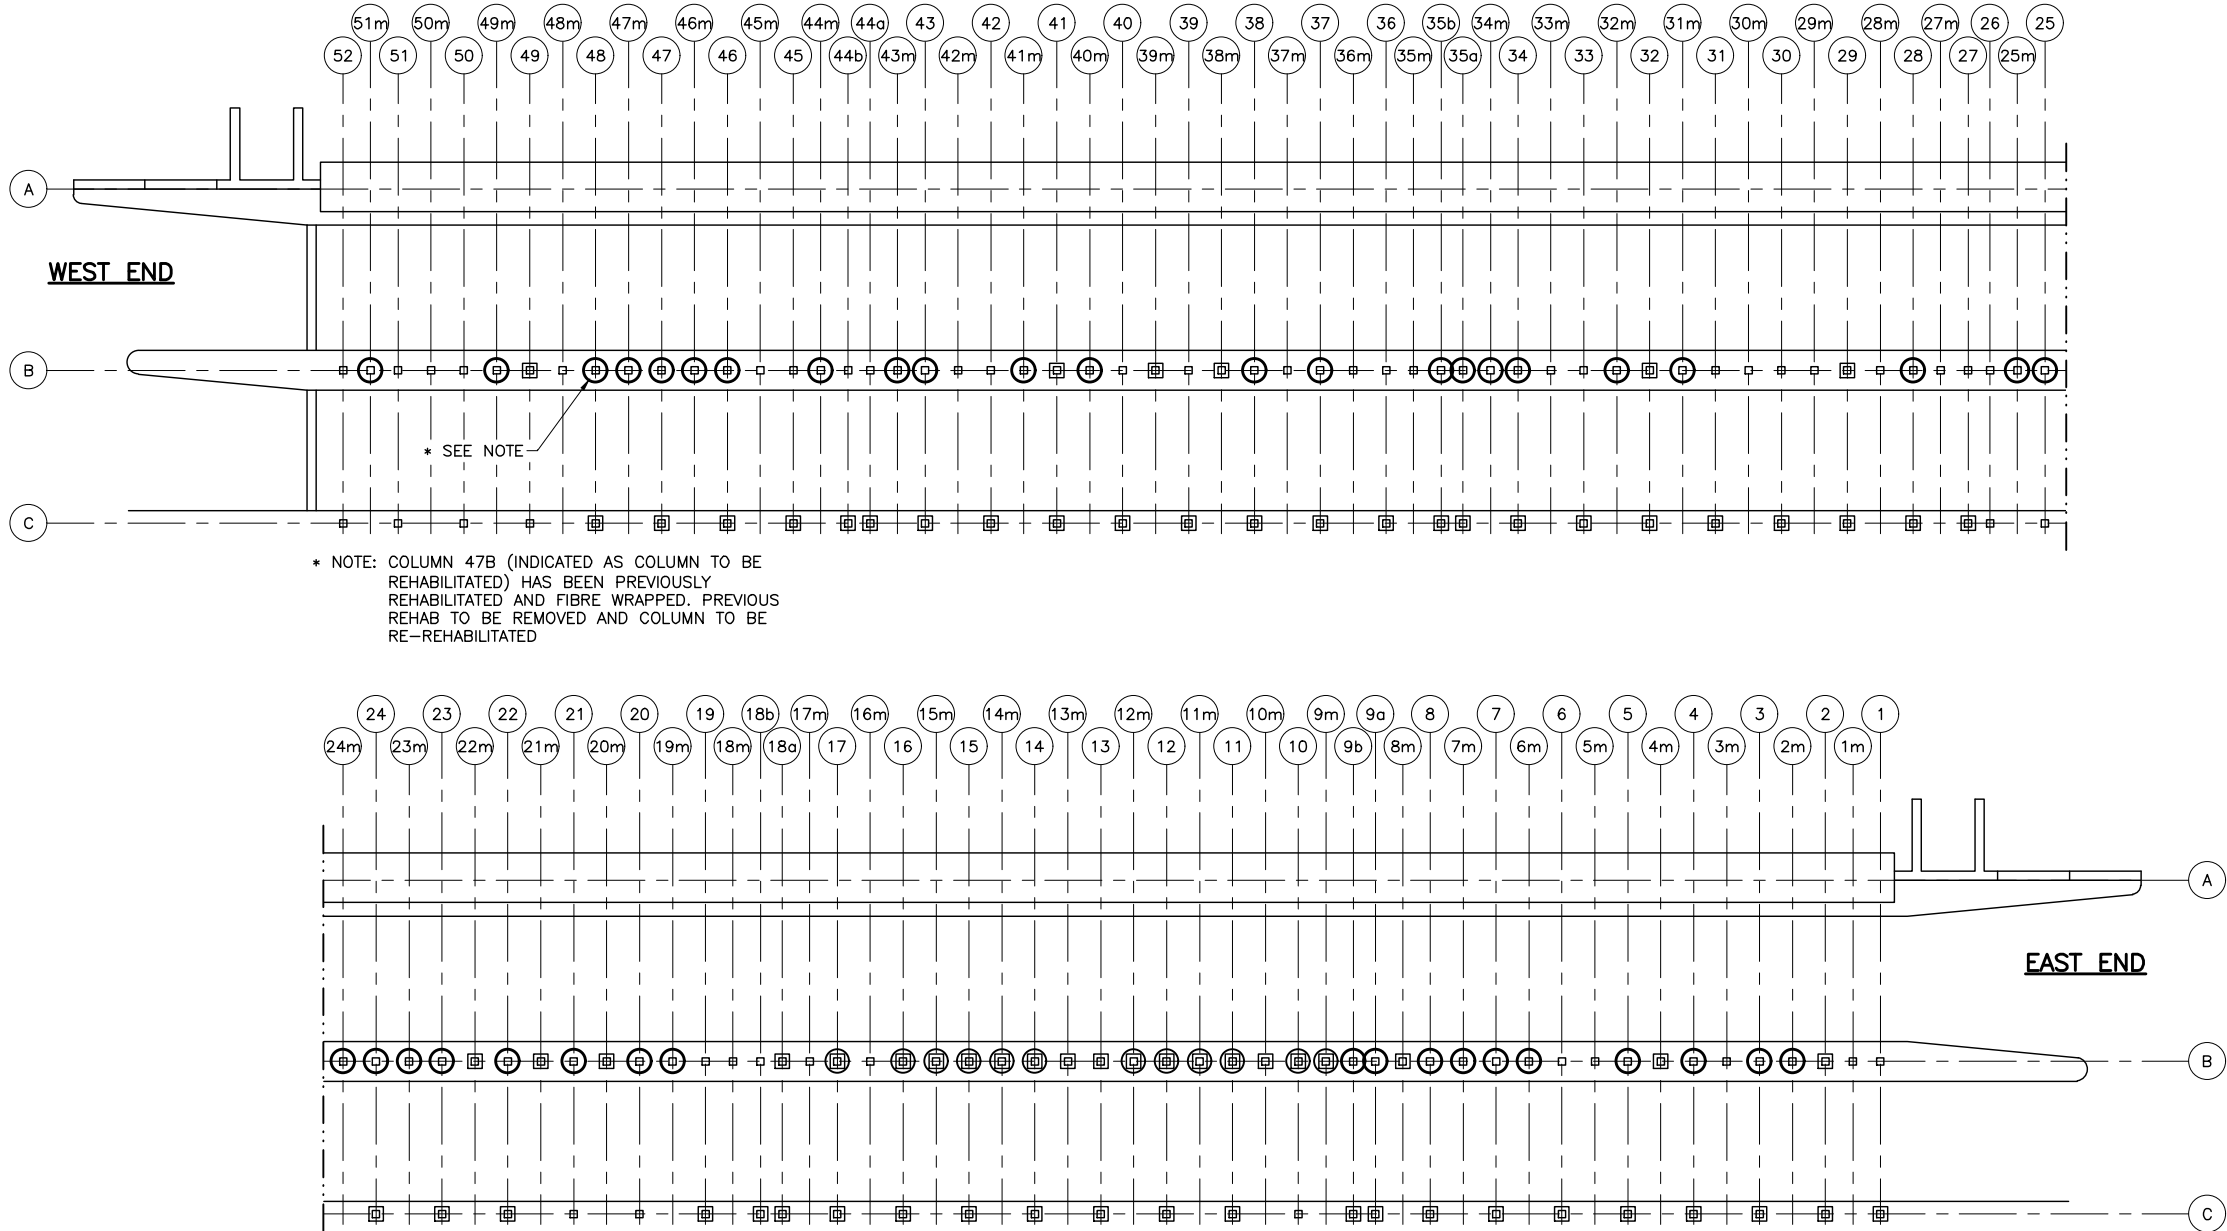 51m 50m 49m 48m 47m 46m 45m 44m 44a 43 42 41 40 39 38 37 36 35b 34m 33m 32m 31m 30m 29m 28m 27m 26 25
52 51 50 49 48 47 46 45 44b 43m 42m 41m 40m 39m 38m 37m 36m 35m 35a 34 33 32 31 30 29 28 27 25m
A
WEST END
B
* SEE NOTE
C
* NOTE: COLUMN 47B (INDICATED AS COLUMN TO BE
REHABILITATED) HAS BEEN PREVIOUSLY
REHABILITATED AND FIBRE WRAPPED. PREVIOUS
REHAB TO BE REMOVED AND COLUMN TO BE
RE-REHABILITATED
24 23 22 21 20 19 18b 17m 16m 15m 14m 13m 12m 11m 10m 9m 9a 8 7 6 5 4 3 2 1
24m 23m 22m 21m 20m 19m 18m 18a 17 16 15 14 13 12 11 10 9b 8m 7m 6m 5m 4m 3m 2m 1m
A
EAST END
B
C